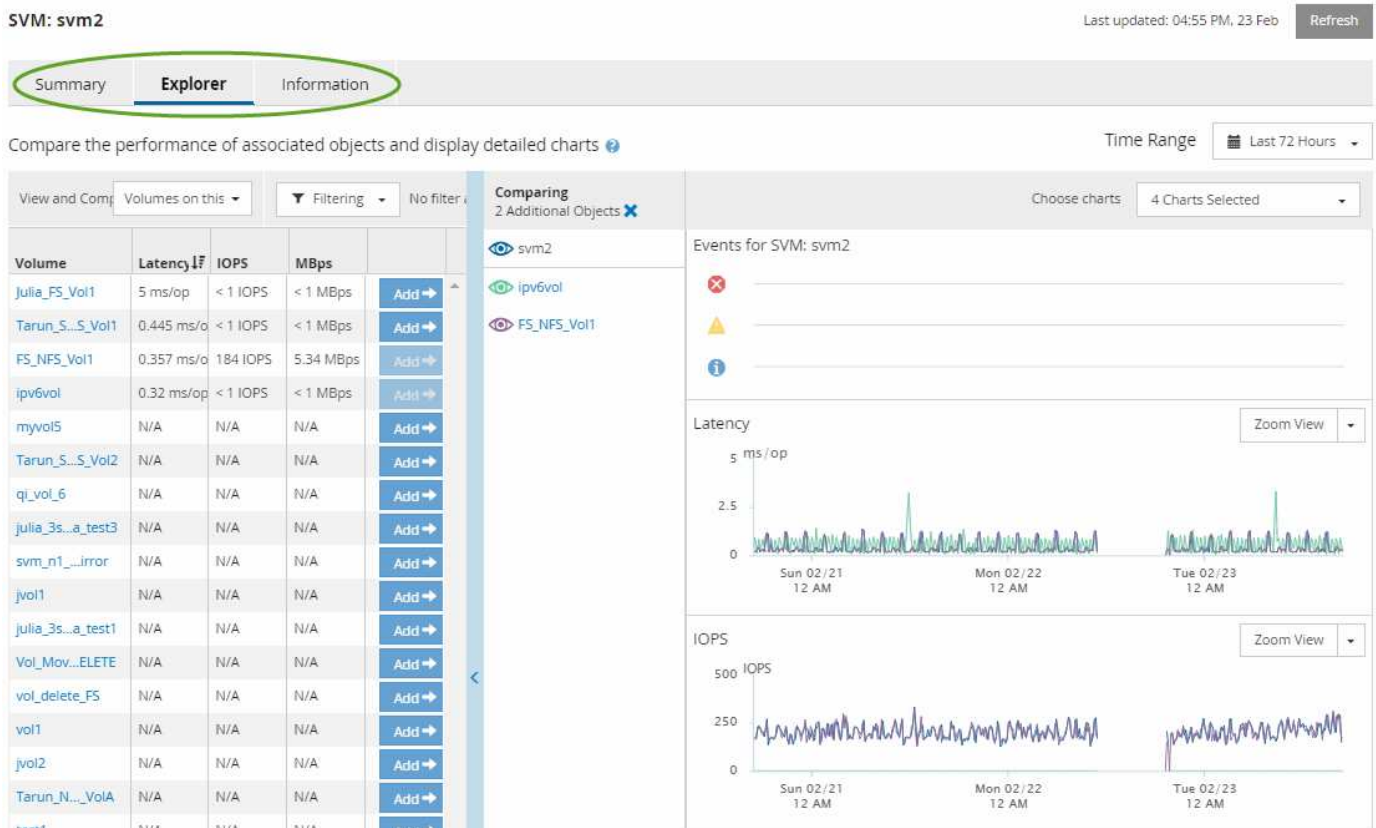 SVM: svm2
Last updated: 04:55 PM, 23 Feb Refresh
Summary Explorer Information
Compare the performance of associated objects and display detailed charts ?
Time Range Last 72 Hours
View and Comp Volumes on this Filtering No filter
Comparing
2 Additional Objects
Choose charts 4 Charts Selected
Volume Latency IOPS MBps
Julia_FS_Vol1 5 ms/op < 1 IOPS < 1 MBps Add
Tarun_S...S_Vol1 0.445 ms/o < 1 IOPS < 1 MBps Add
FS_NFS_Vol1 0.357 ms/o 184 IOPS 5.34 MBps Add
ipv6vol 0.32 ms/op < 1 IOPS < 1 MBps Add
myvol5 N/A N/A N/A Add
Tarun_S...S_Vol2 N/A N/A N/A Add
qi_vol_6 N/A N/A N/A Add
julia_3s...a_test3 N/A N/A N/A Add
svm_n1_...irror N/A N/A N/A Add
jvol1 N/A N/A N/A Add
julia_3s...a_test1 N/A N/A N/A Add
Vol_Mov...ELETE N/A N/A N/A Add
vol_delete_FS N/A N/A N/A Add
vol1 N/A N/A N/A Add
jvol2 N/A N/A N/A Add
Tarun_N..._VolA N/A N/A N/A Add
svm2
ipv6vol
FS_NFS_Vol1
Events for SVM: svm2
Latency Zoom View
5 ms/op
2.5
0
Sun 02/21 Mon 02/22 Tue 02/23
12 AM 12 AM 12 AM
IOPS Zoom View
500 IOPS
250
0
Sun 02/21 Mon 02/22 Tue 02/23
12 AM 12 AM 12 AM